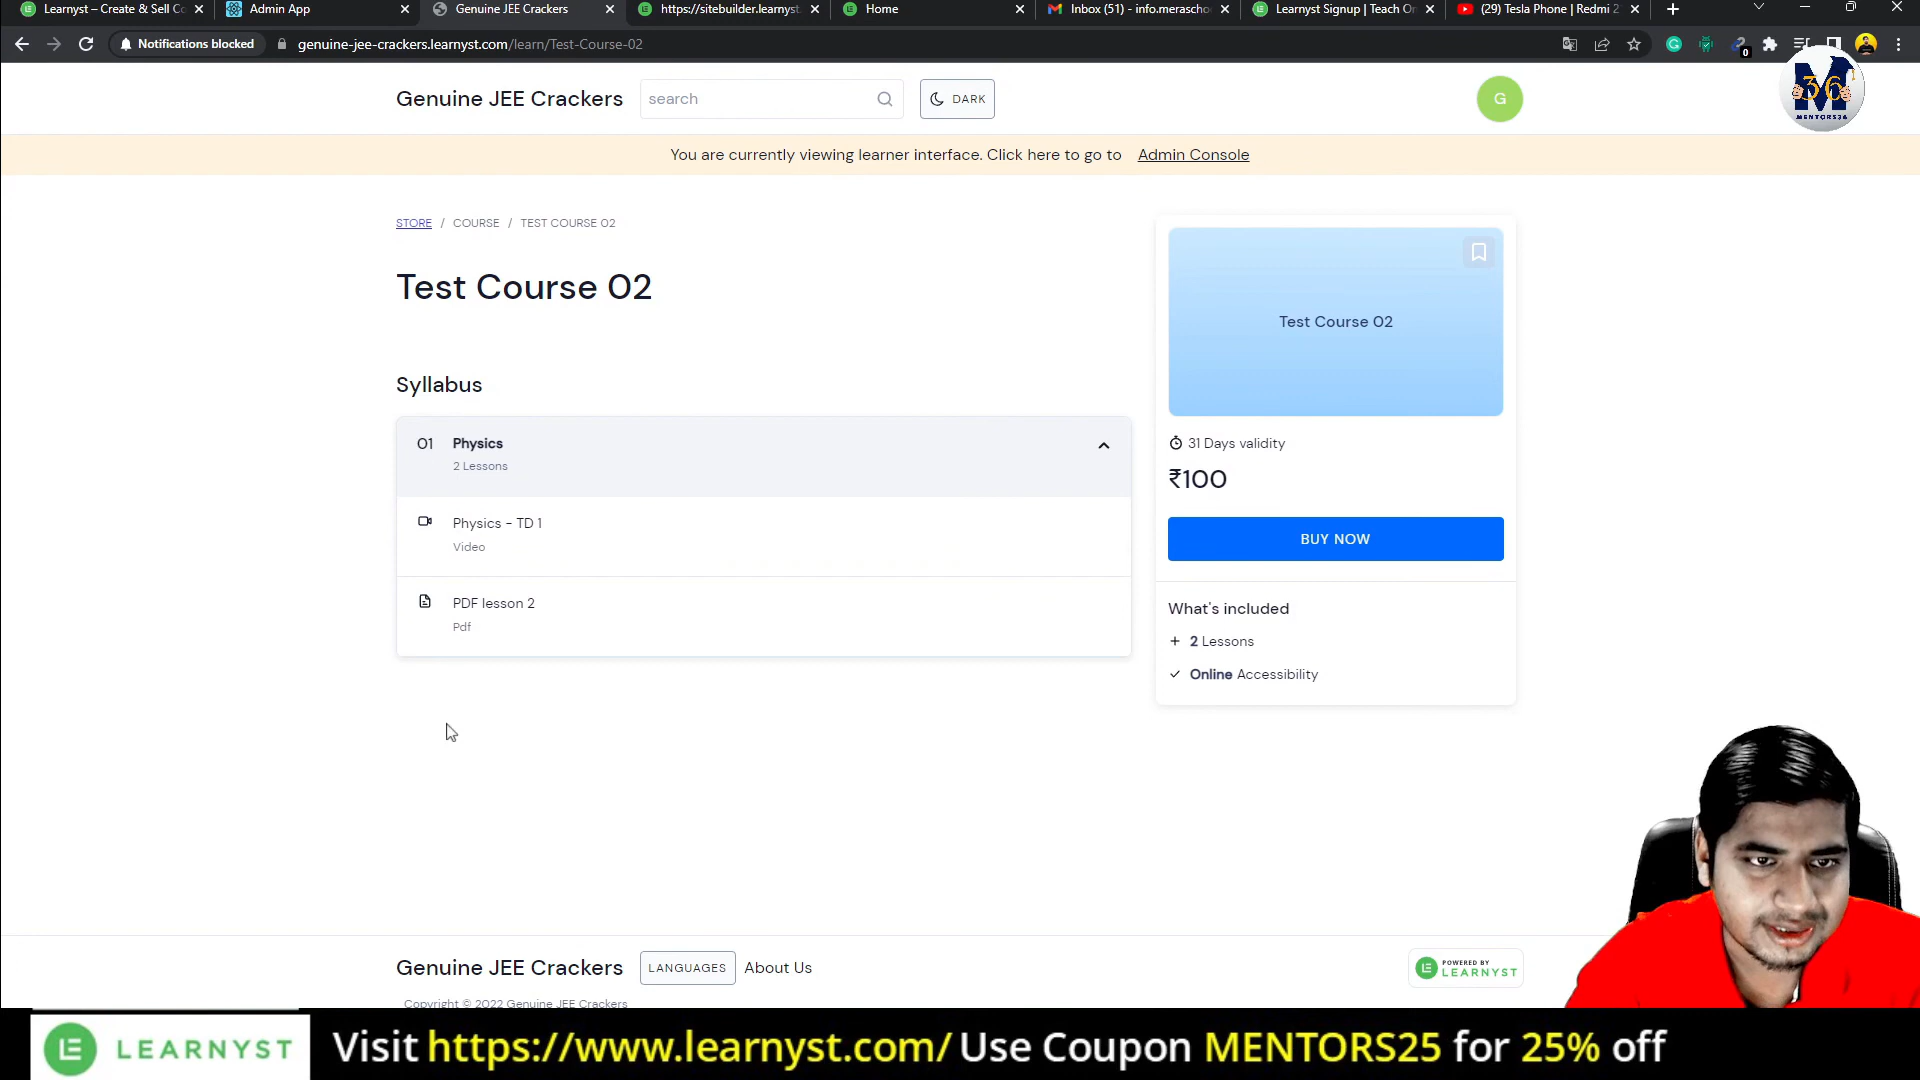 Learnyst – Create & Sell Co
Admin App
Genuine JEE Crackers
https://sitebuilder.learnyst.
Home
Inbox (51) - info.merascho
Learnyst Signup | Teach On
(29) Tesla Phone | Redmi 2
Notifications blocked
genuine-jee-crackers.learnyst.com/learn/Test-Course-02
0
Genuine JEE Crackers
search
DARK
G
M
36
MENTORS36
You are currently viewing learner interface. Click here to go to Admin Console
STORE / COURSE / TEST COURSE 02
Test Course 02
Test Course 02
Syllabus
01 Physics
2 Lessons
Physics - TD 1
Video
PDF lesson 2
Pdf
31 Days validity
₹100
BUY NOW
What's included
+ 2 Lessons
Online Accessibility
Genuine JEE Crackers
LANGUAGES
About Us
POWERED BY
LEARNYST
Copyright © 2022 Genuine JEE Crackers
LEARNYST
Visit https://www.learnyst.com/ Use Coupon MENTORS25 for 25% off